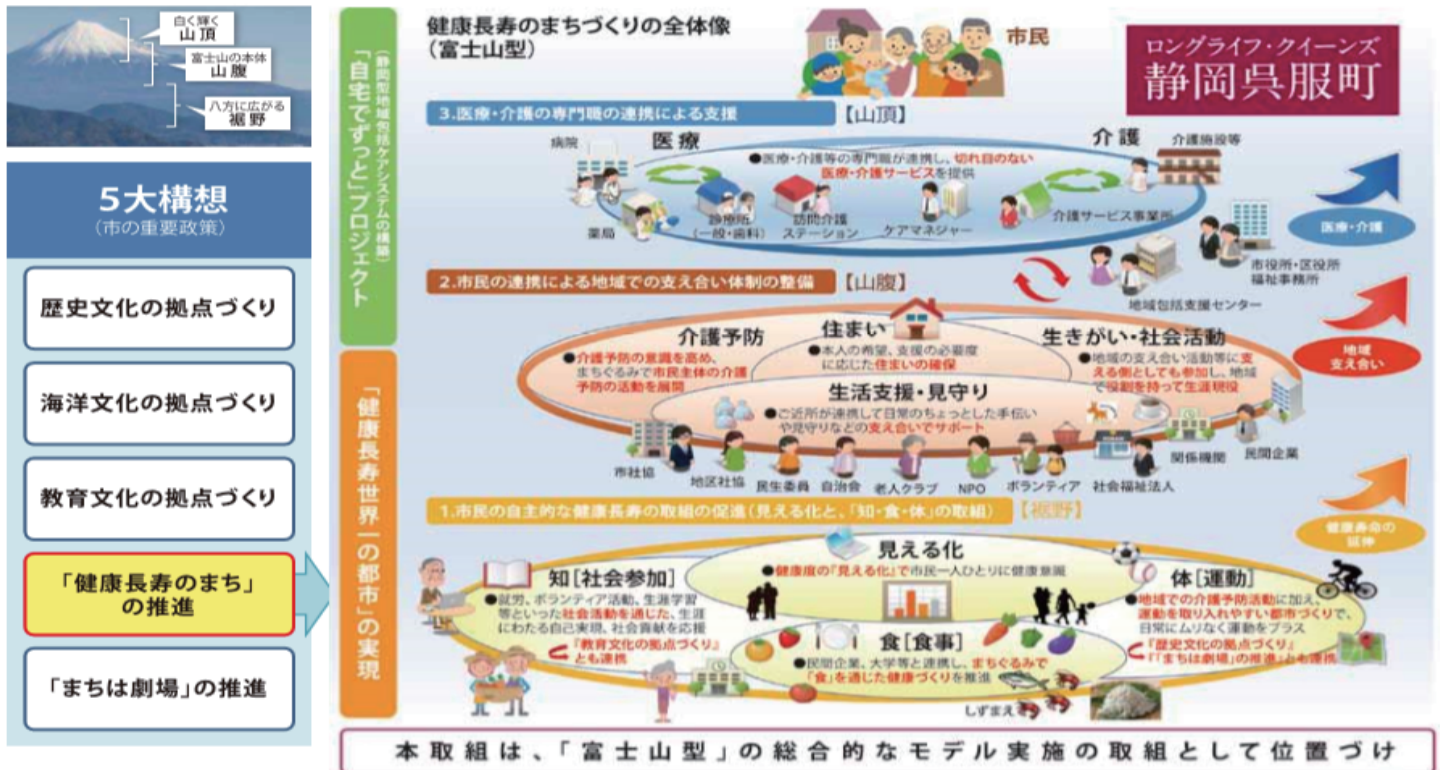 白く輝く
山頂
富士山の本体
山腹
八方に広がる
裾野
5大構想
(市の重要政策)
歴史文化の拠点づくり
海洋文化の拠点づくり
教育文化の拠点づくり
「健康長寿のまち」
の推進
「まちは劇場」の推進
(静岡型地域包括ケアシステムの構築)
「自宅でずっと」プロジェクト
「健康長寿世界一の都市」の実現
健康長寿のまちづくりの全体像
(富士山型)
市民
ロングライフ・クイーンズ
静岡呉服町
3.医療・介護の専門職の連携による支援
【山頂】
病院
医療
介護
介護施設等
●医療・介護等の専門職が連携し、切れ目のない
医療・介護サービスを提供
薬局
診療所
(一般・歯科)
訪問介護
ステーション
ケアマネジャー
介護サービス事業所
医療・介護
市役所・区役所
福祉事務所
地域包括支援センター
2.市民の連携による地域での支え合い体制の整備
【山腹】
介護予防
●介護予防の意識を高め、
まちぐるみで市民主体の介護
予防の活動を展開
住まい
●本人の希望、支援の必要度
に応じた住まいの確保
生きがい・社会活動
●地域の支え合い活動等に支
える側としても参加し、地域
で役割を持って生涯現役
地域
支え合い
生活支援・見守り
●ご近所が連携して日常のちょっとした手伝い
や見守りなどの支え合いでサポート
市社協
地区社協
民生委員
自治会
老人クラブ
NPO
ボランティア
社会福祉法人
関係機関
民間企業
1.市民の自主的な健康長寿の取組の促進(見える化と、「知・食・体」の取組)
【裾野】
健康寿命の
延伸
見える化
●健康度の『見える化』で市民一人ひとりに健康意識
知[社会参加]
●就労、ボランティア活動、生涯学習
等といった社会活動を通じた、生涯
にわたる自己実現、社会貢献を応援
『教育文化の拠点づくり』
とも連携
体[運動]
●地域での介護予防活動に加え、
運動を取り入れやすい都市づくりで、
日常にムリなく運動をプラス
『歴史文化の拠点づくり』
『「まちは劇場」の推進』とも連携
食[食事]
●民間企業、大学等と連携し、まちぐるみで
「食」を通じた健康づくりを推進
しずまえ
本取組は、「富士山型」の総合的なモデル実施の取組として位置づけ